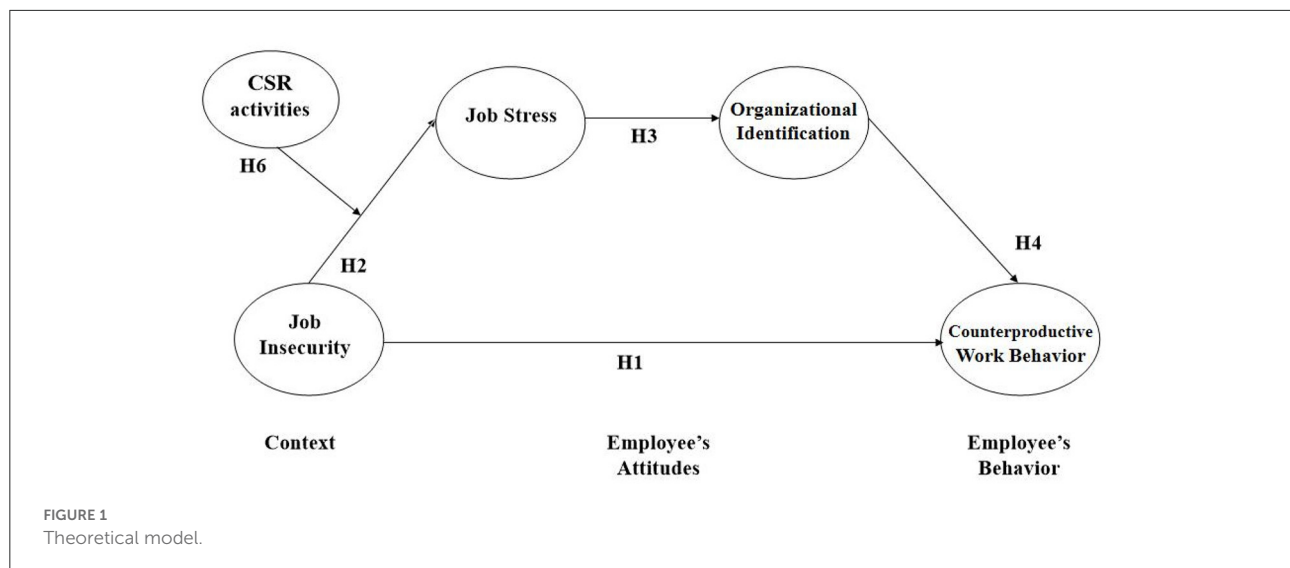 CSR
activities
H6
Job Stress
H3
Organizational
Identification
H4
H2
Job
Insecurity
H1
Counterproductive
Work Behavior
Context
Employee’s
Attitudes
Employee’s
Behavior
FIGURE 1
Theoretical model.